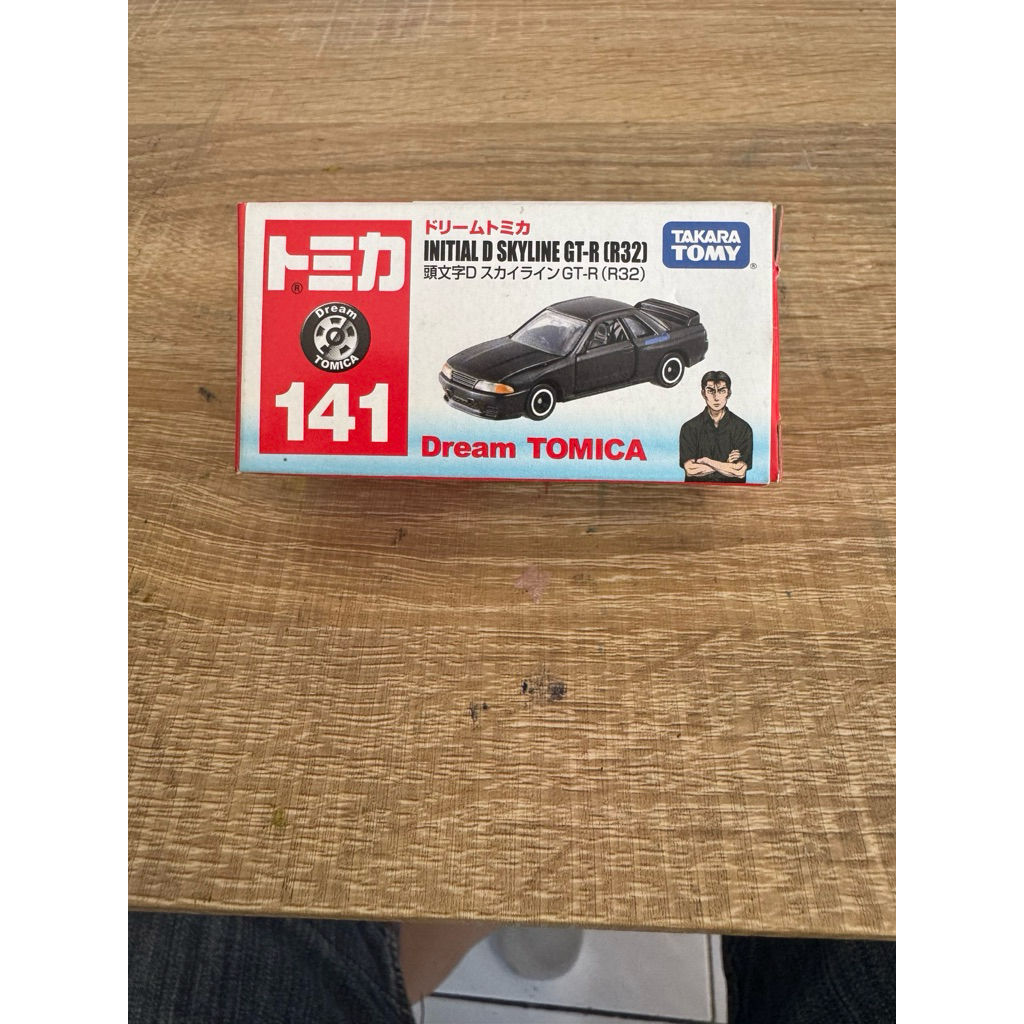 トミカ
®
Dream
TOMICA
141
ドリームトミカ
INITIAL D SKYLINE GT-R (R32)
頭文字D スカイラインGT-R (R32)
TAKARA
TOMY
®
Dream TOMICA